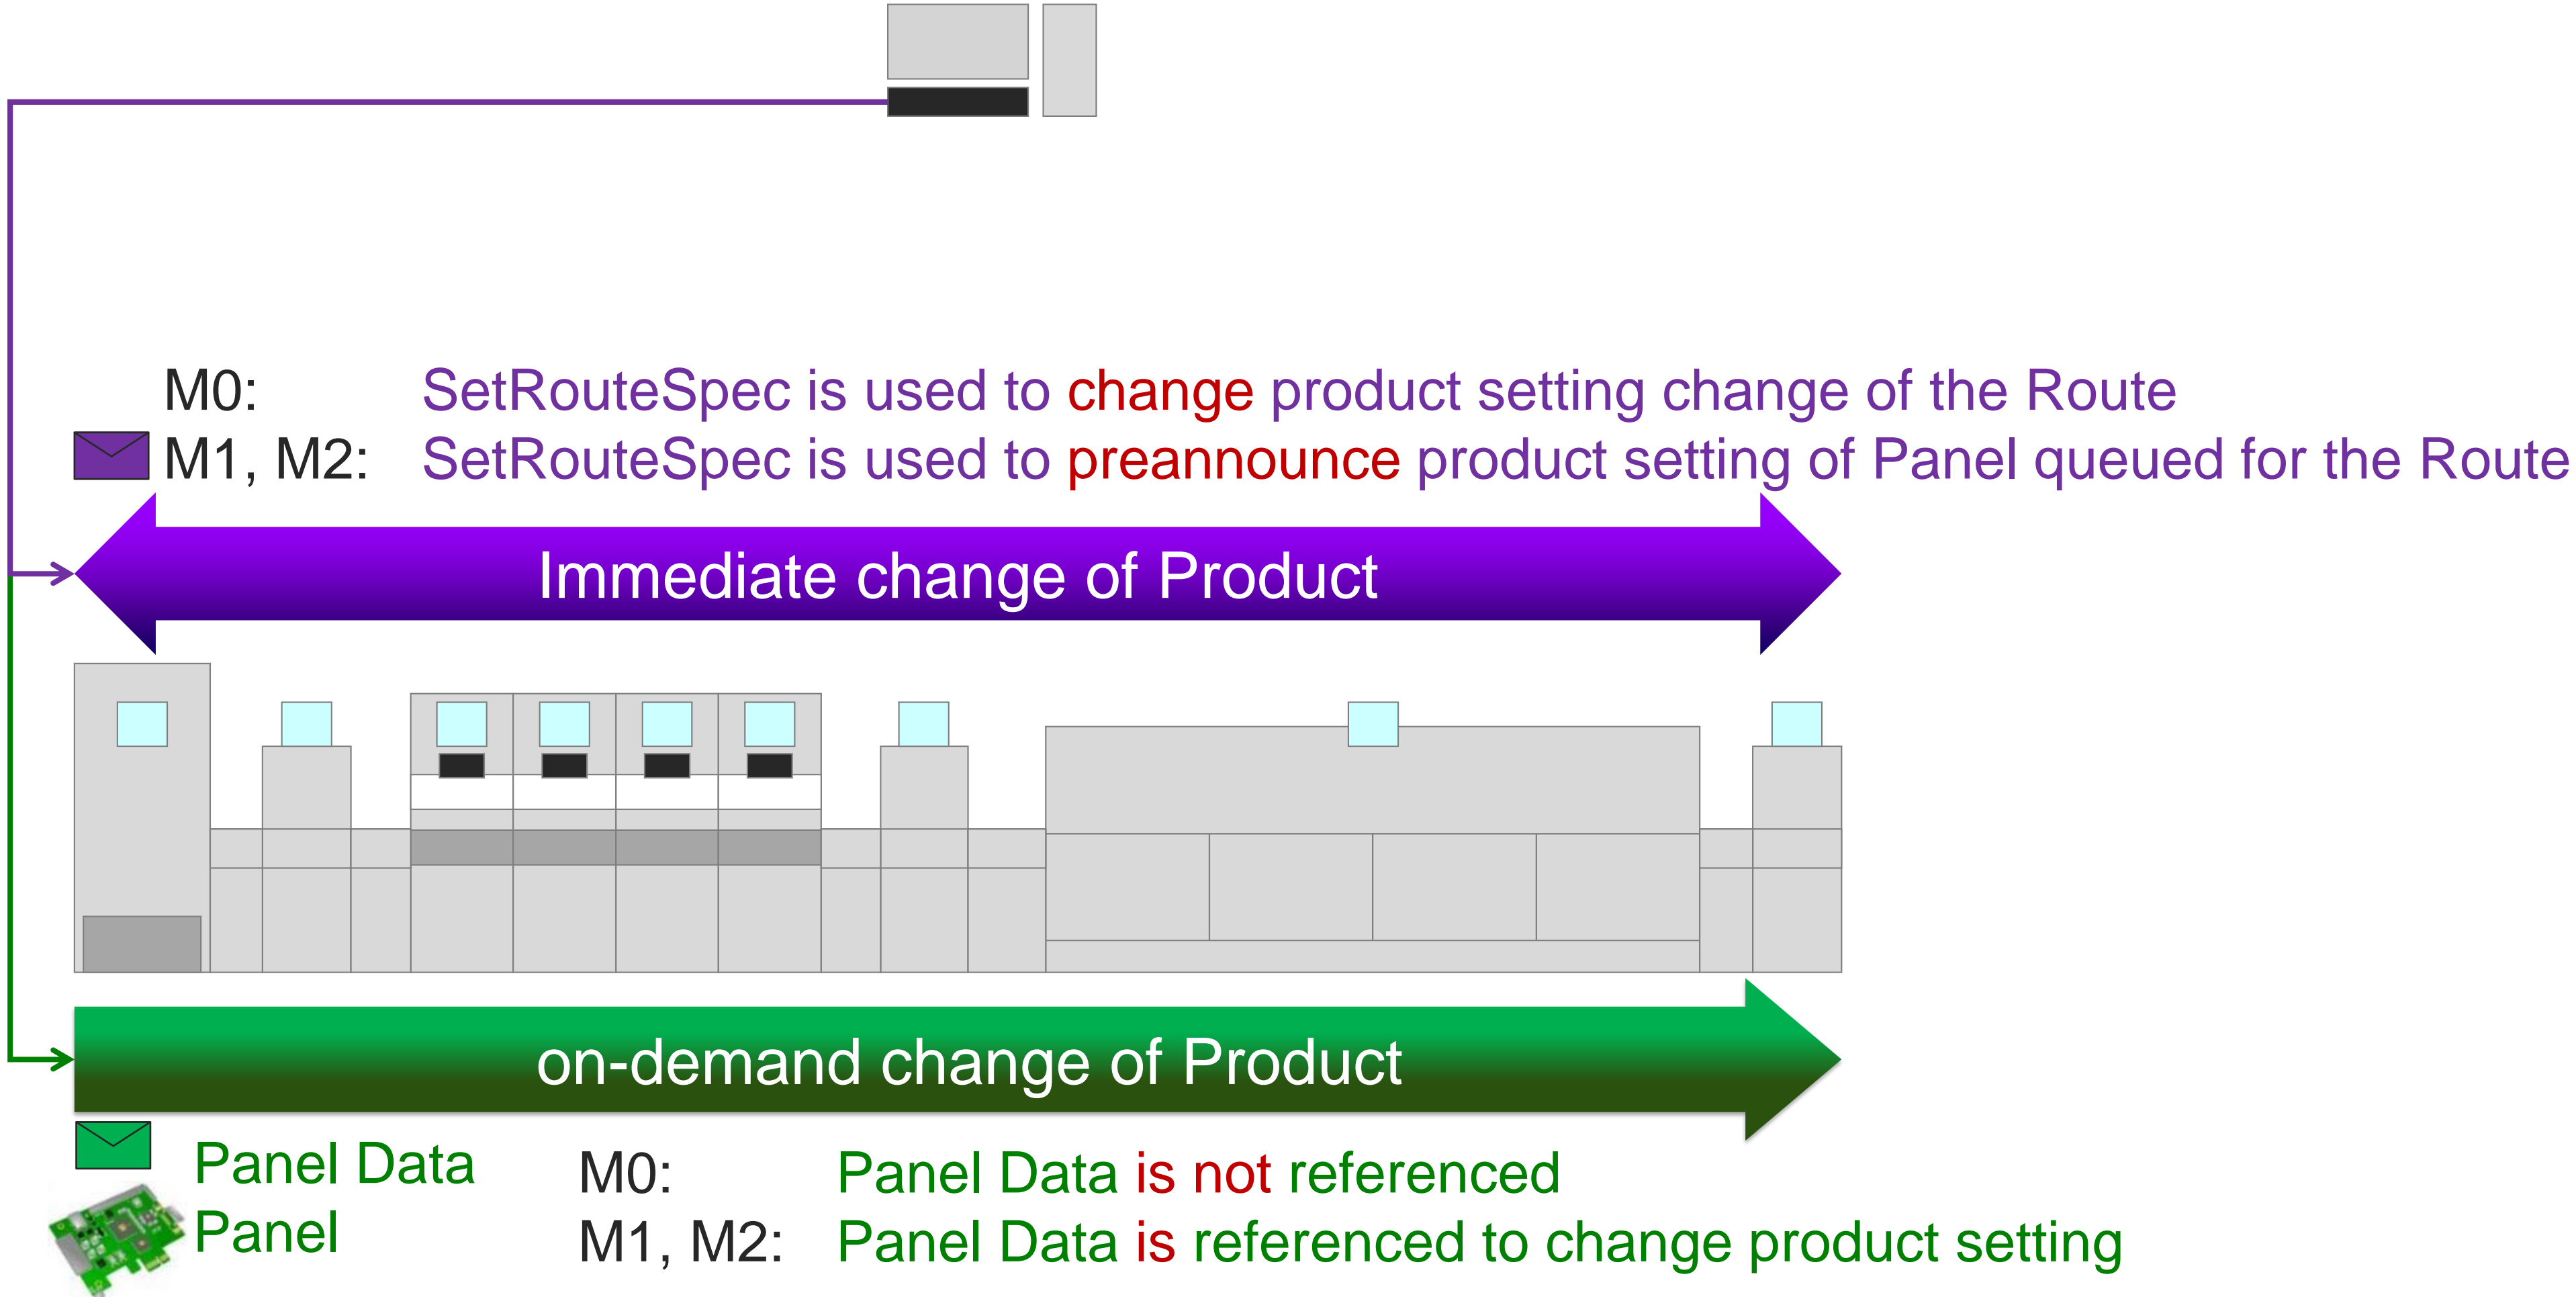 M0: SetRouteSpec is used to change product setting change of the Route
M1, M2: SetRouteSpec is used to preannounce product setting of Panel queued for the Route
Immediate change of Product
on-demand change of Product
Panel Data
Panel
M0: Panel Data is not referenced
M1, M2: Panel Data is referenced to change product setting